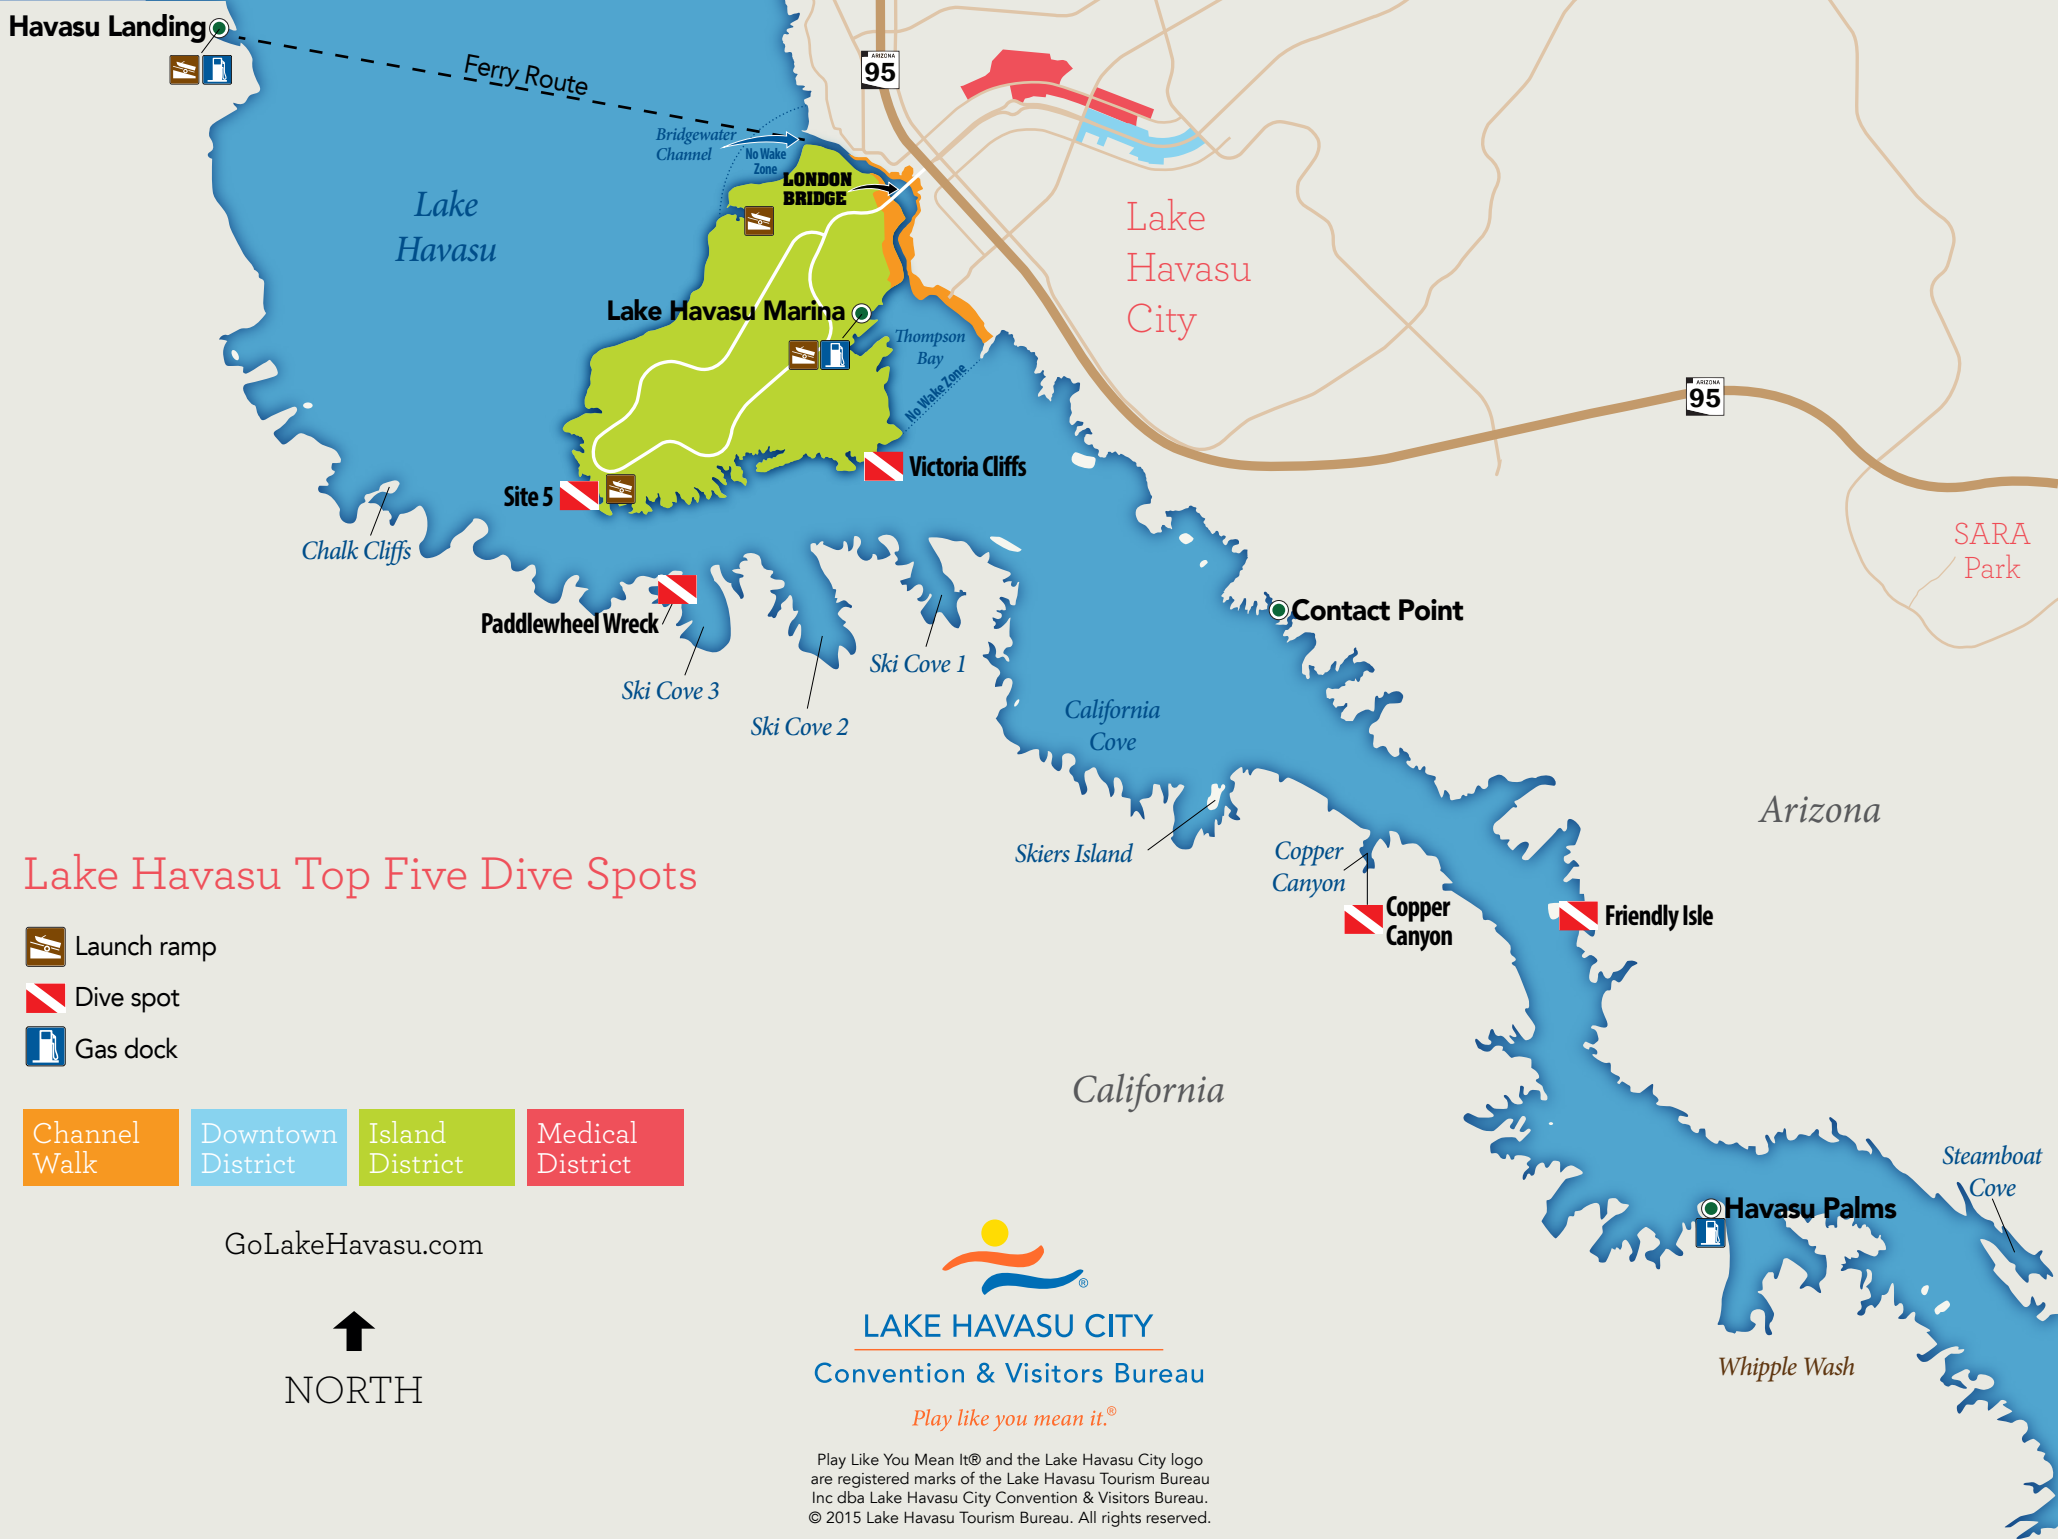 Havasu Landing
Ferry Route
ARIZONA
95
Bridgewater
Channel
No Wake
Zone
LONDON
BRIDGE
Lake
Havasu
Lake
Havasu
City
Lake Havasu Marina
Thompson
Bay
No Wake Zone
ARIZONA
95
Victoria Cliffs
Site 5
Chalk Cliffs
SARA
Park
Paddlewheel Wreck
Contact Point
Ski Cove 1
Ski Cove 3
Ski Cove 2
California
Cove
Arizona
Skiers Island
Copper
Canyon
Copper
Canyon
Friendly Isle
Lake Havasu Top Five Dive Spots
Launch ramp
Dive spot
Gas dock
California
Channel
Walk
Downtown
District
Island
District
Medical
District
Steamboat
Cove
Havasu Palms
GoLakeHavasu.com
NORTH
Whipple Wash
®
LAKE HAVASU CITY
Convention & Visitors Bureau
Play like you mean it.®
Play Like You Mean It® and the Lake Havasu City logo
are registered marks of the Lake Havasu Tourism Bureau
Inc dba Lake Havasu City Convention & Visitors Bureau.
© 2015 Lake Havasu Tourism Bureau. All rights reserved.